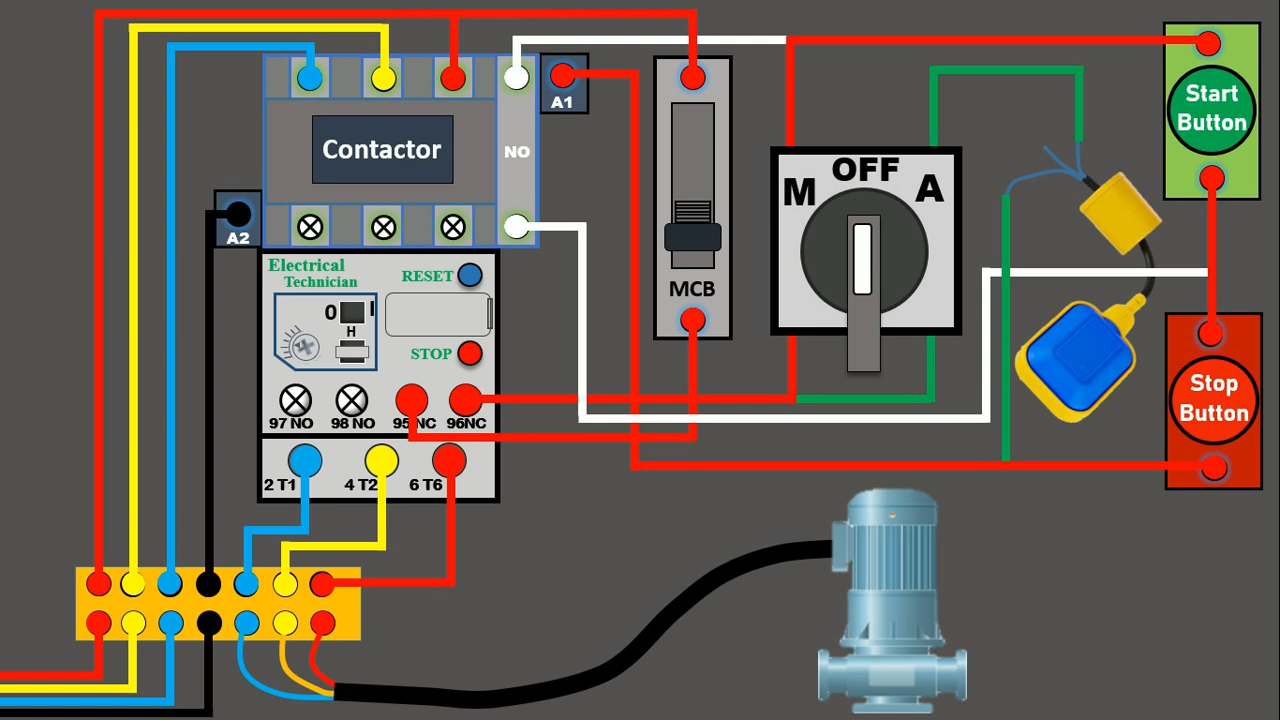 Contactor
NO
A1
A2
Electrical
Technician
RESET
0 I
H
STOP
97 NO 98 NO 95 NC 96NC
2 T1 4 T2 6 T6
MCB
OFF
M A
Start
Button
Stop
Button